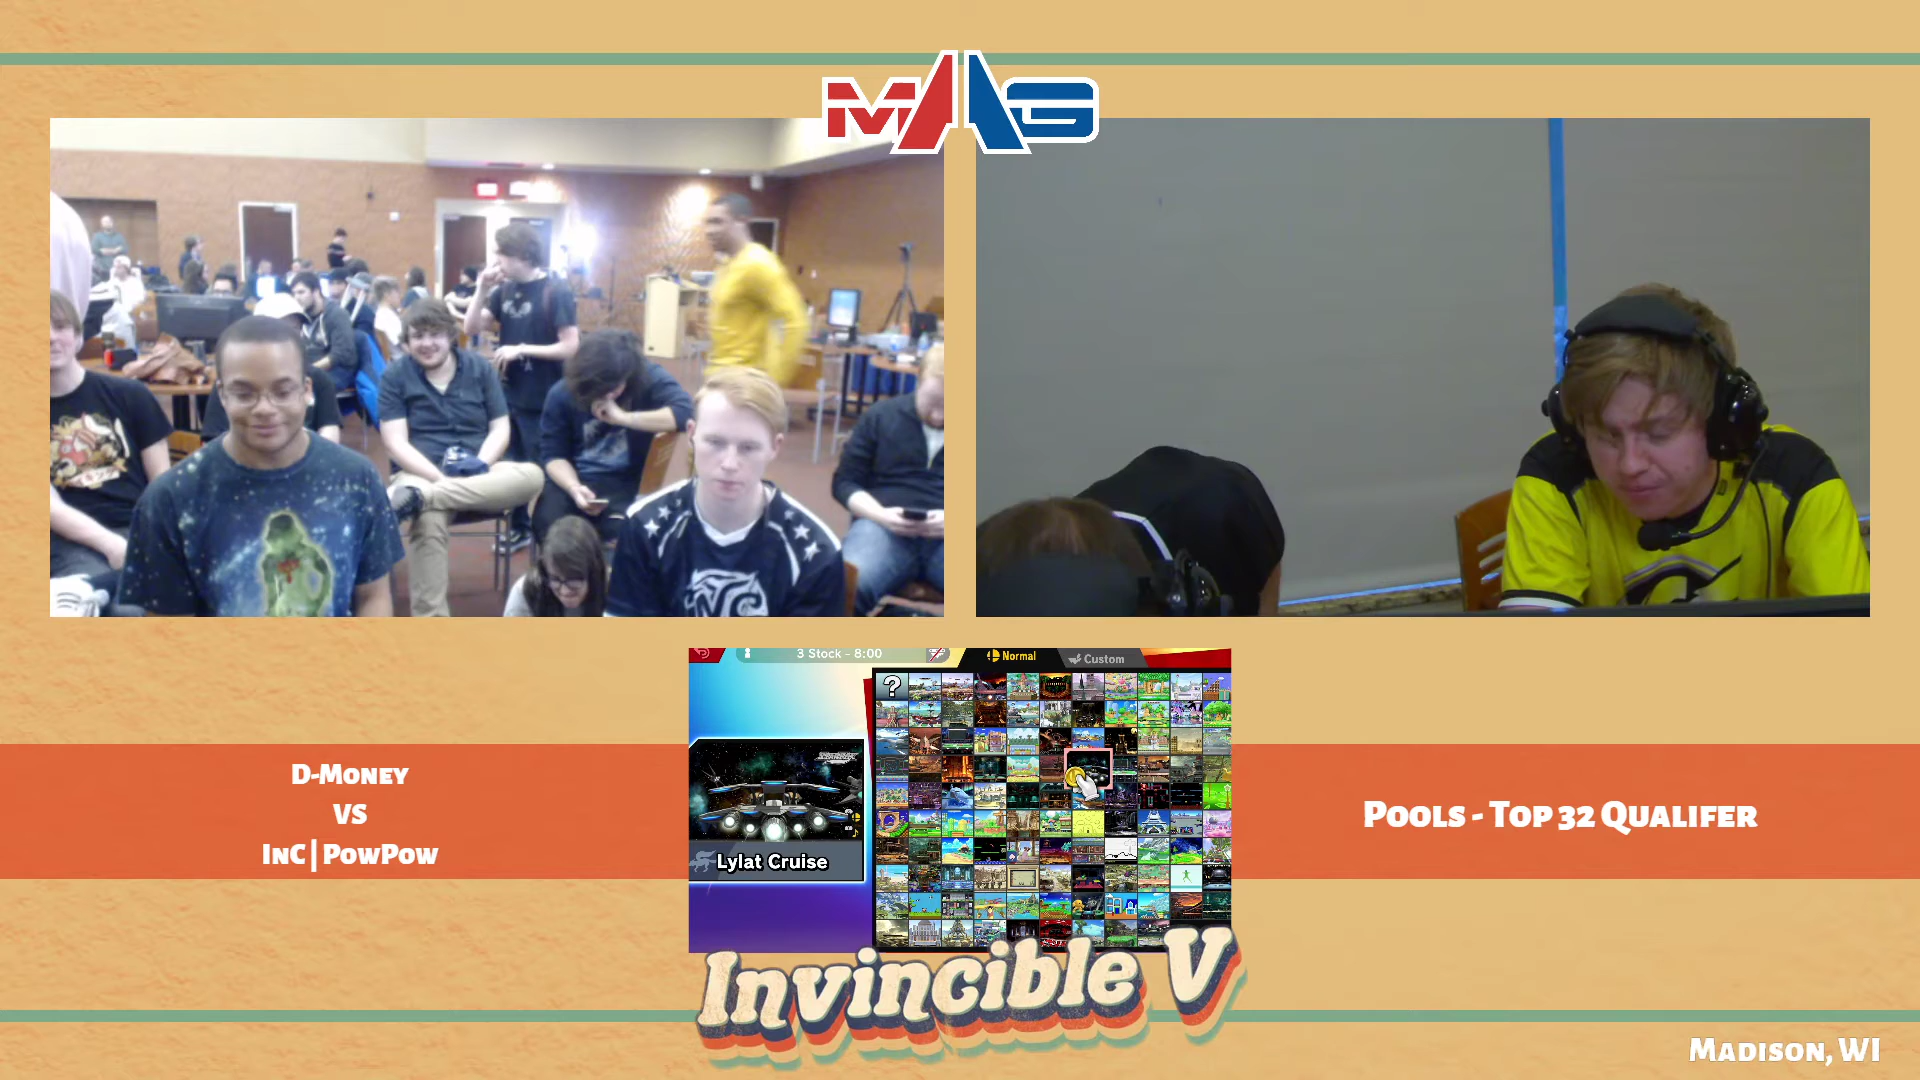 MAG
3 Stock - 8:00
Normal
Custom
?
Lylat Cruise
D-Money
vs
InC | PowPow
Pools - Top 32 Qualifer
Invincible V
Madison, WI